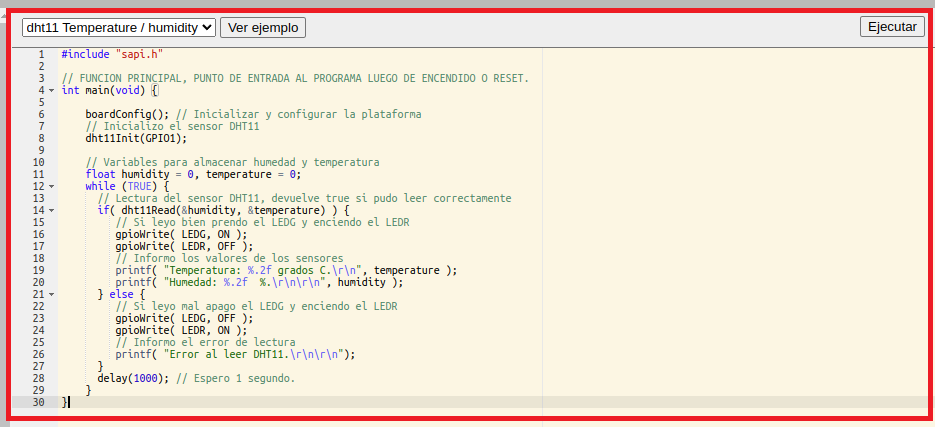 dht11 Temperature / humidity Ver ejemplo Ejecutar
1 #include "sapi.h"
2
3 // FUNCION PRINCIPAL, PUNTO DE ENTRADA AL PROGRAMA LUEGO DE ENCENDIDO O RESET.
4 int main(void) {
5
6 boardConfig(); // Inicializar y configurar la plataforma
7 // Inicializo el sensor DHT11
8 dht11Init(GPIO1);
9
10 // Variables para almacenar humedad y temperatura
11 float humidity = 0, temperature = 0;
12 while (TRUE) {
13 // Lectura del sensor DHT11, devuelve true si pudo leer correctamente
14 if( dht11Read(&humidity, &temperature) ) {
15 // Si leyo bien prendo el LEDG y enciendo el LEDR
16 gpioWrite( LEDG, ON );
17 gpioWrite( LEDR, OFF );
18 // Informo los valores de los sensores
19 printf( "Temperatura: %.2f grados C.\r\n", temperature );
20 printf( "Humedad: %.2f  %.\r\n\r\n", humidity );
21 } else {
22 // Si leyo mal apago el LEDG y enciendo el LEDR
23 gpioWrite( LEDG, OFF );
24 gpioWrite( LEDR, ON );
25 // Informo el error de lectura
26 printf( "Error al leer DHT11.\r\n\r\n");
27 }
28 delay(1000); // Espero 1 segundo.
29 }
30 }